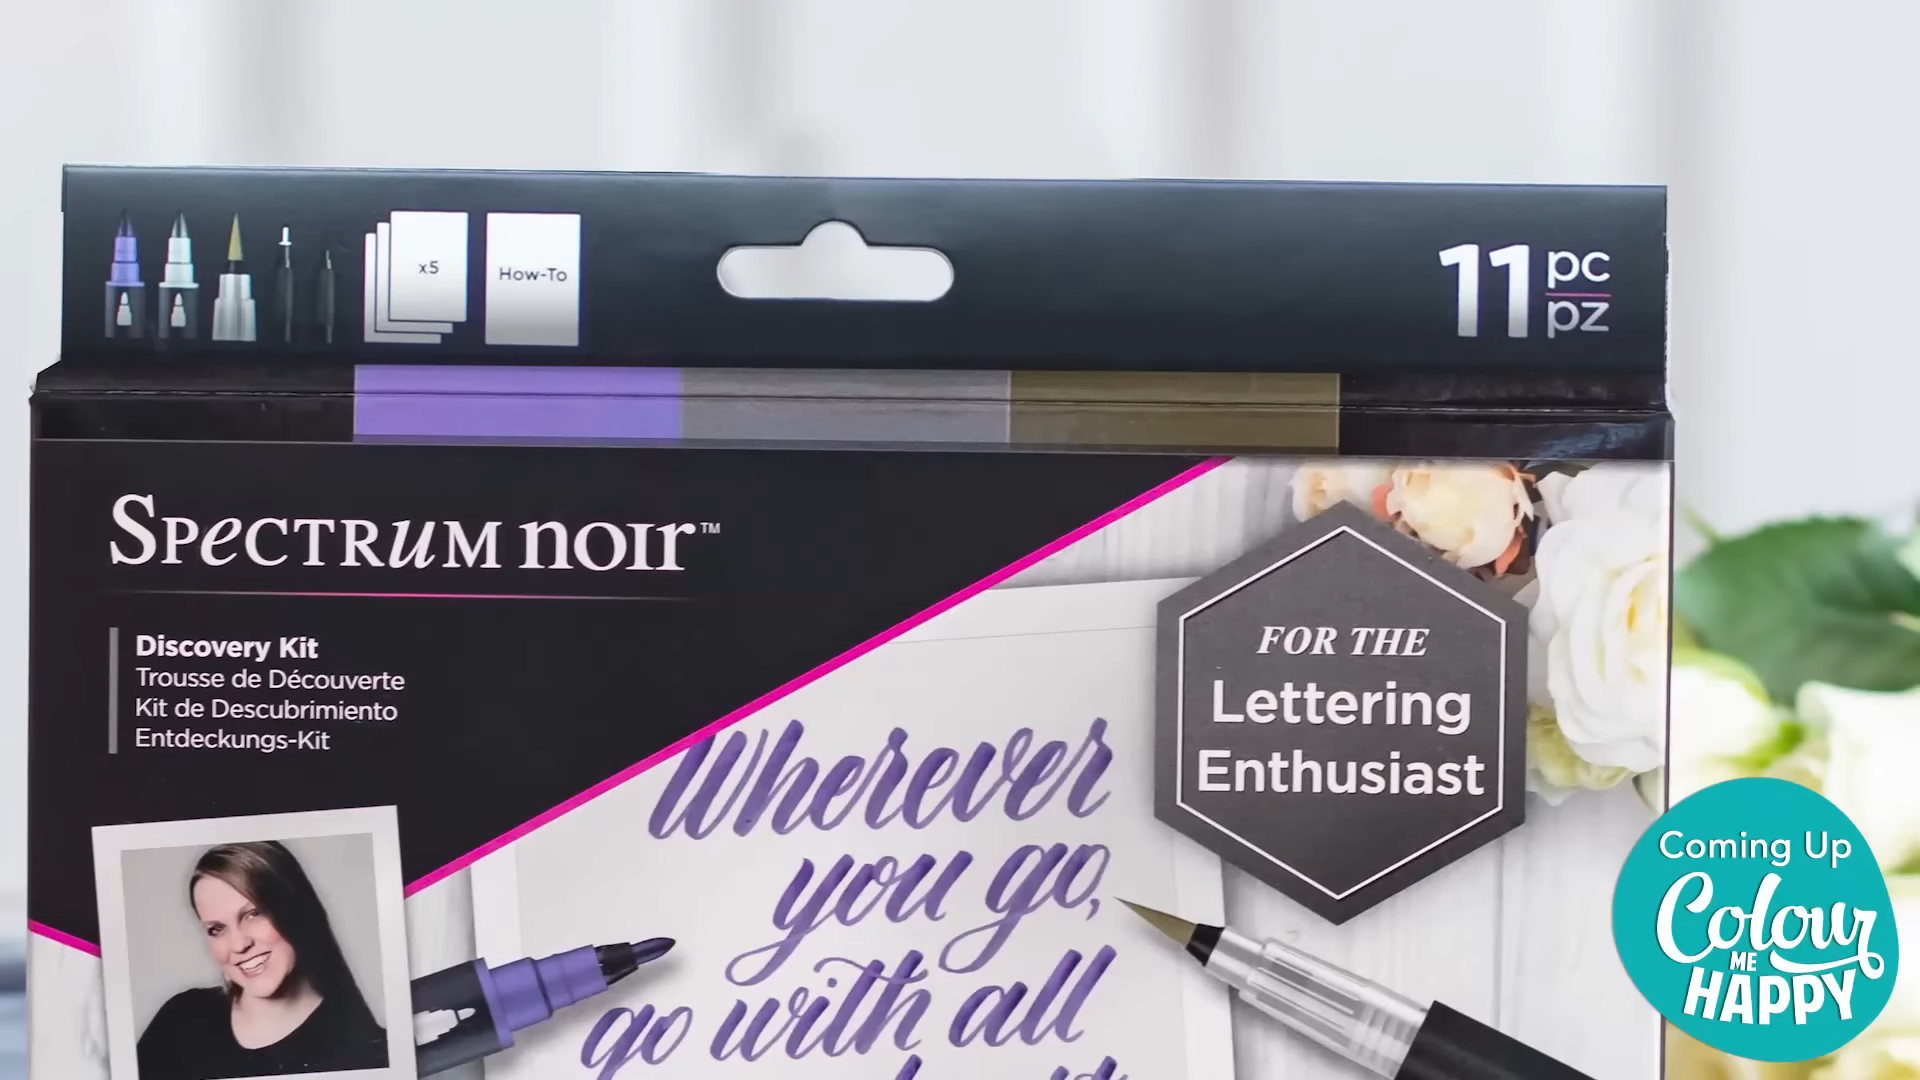 x5
How-To
11 pc
pz
SPeCTRuM noir™
Discovery Kit
Trousse de Découverte
Kit de Descubrimiento
Entdeckungs-Kit
FOR THE
Lettering
Enthusiast
Wherever
you go,
go with all
Coming Up
Colour
ME
HAPPY